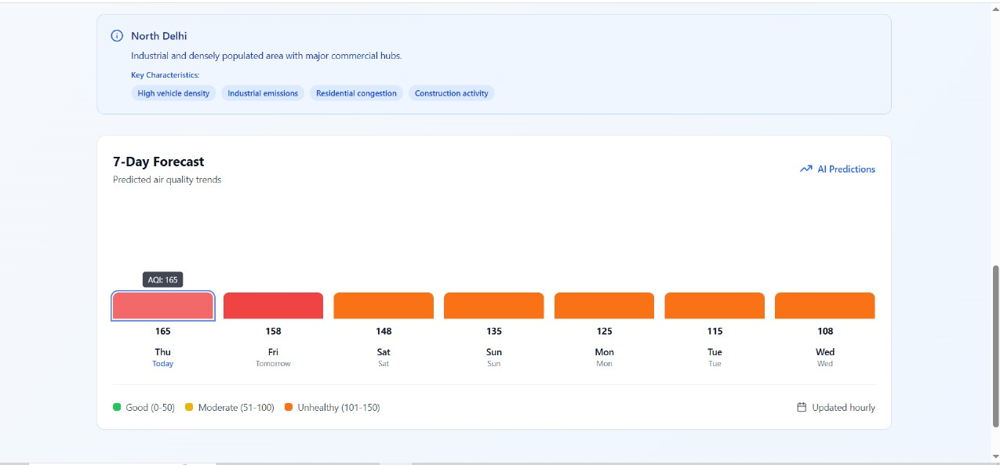 North Delhi
Industrial and densely populated area with major commercial hubs.
Key Characteristics:
High vehicle density Industrial emissions Residential congestion Construction activity
7-Day Forecast
AI Predictions
Predicted air quality trends
AQI: 165
165 158 148 135 125 115 108
Thu Fri Sat Sun Mon Tue Wed
Today Tomorrow Sat Sun Mon Tue Wed
Good (0-50) Moderate (51-100) Unhealthy (101-150) Updated hourly